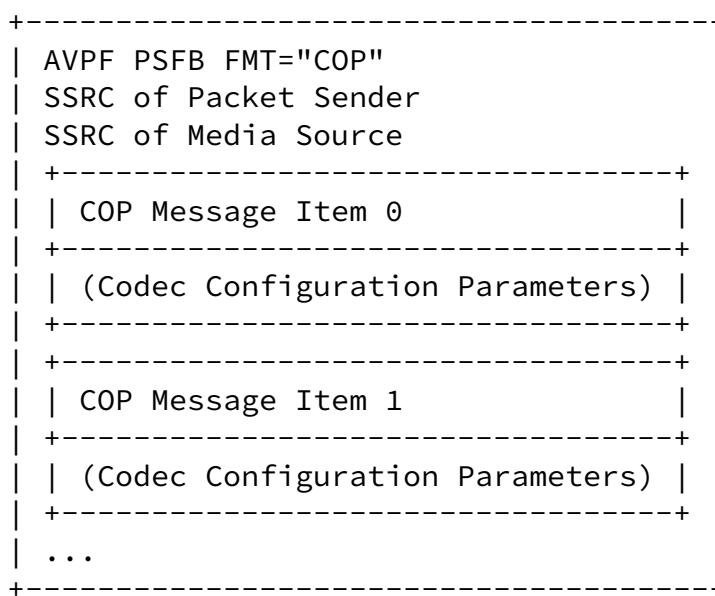 +---------------------------------------
| AVPF PSFB FMT="COP"
| SSRC of Packet Sender
| SSRC of Media Source
| +----------------------------------+
| | COP Message Item 0               |
| +----------------------------------+
| | (Codec Configuration Parameters) |
| +----------------------------------+
| +----------------------------------+
| | COP Message Item 1               |
| +----------------------------------+
| | (Codec Configuration Parameters) |
| +----------------------------------+
| ...
+---------------------------------------